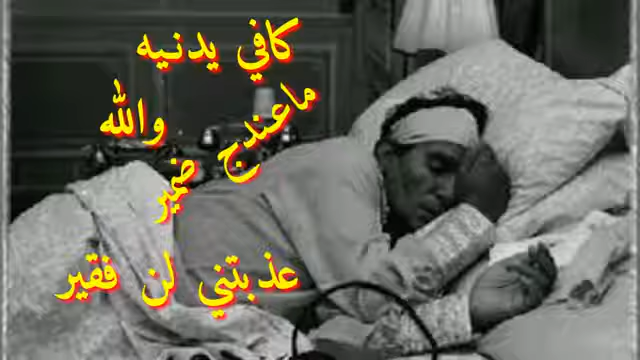 كافي يدنيه
والله ماعندج ضمير
عذبتني لن فقير